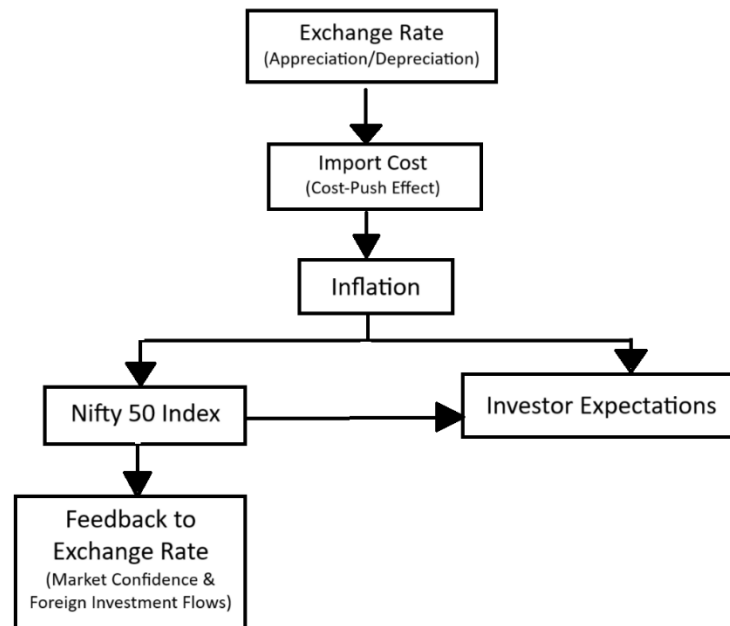 Exchange Rate
(Appreciation/Depreciation)
Import Cost
(Cost-Push Effect)
Inflation
Nifty 50 Index
Investor Expectations
Feedback to
Exchange Rate
(Market Confidence &
Foreign Investment Flows)